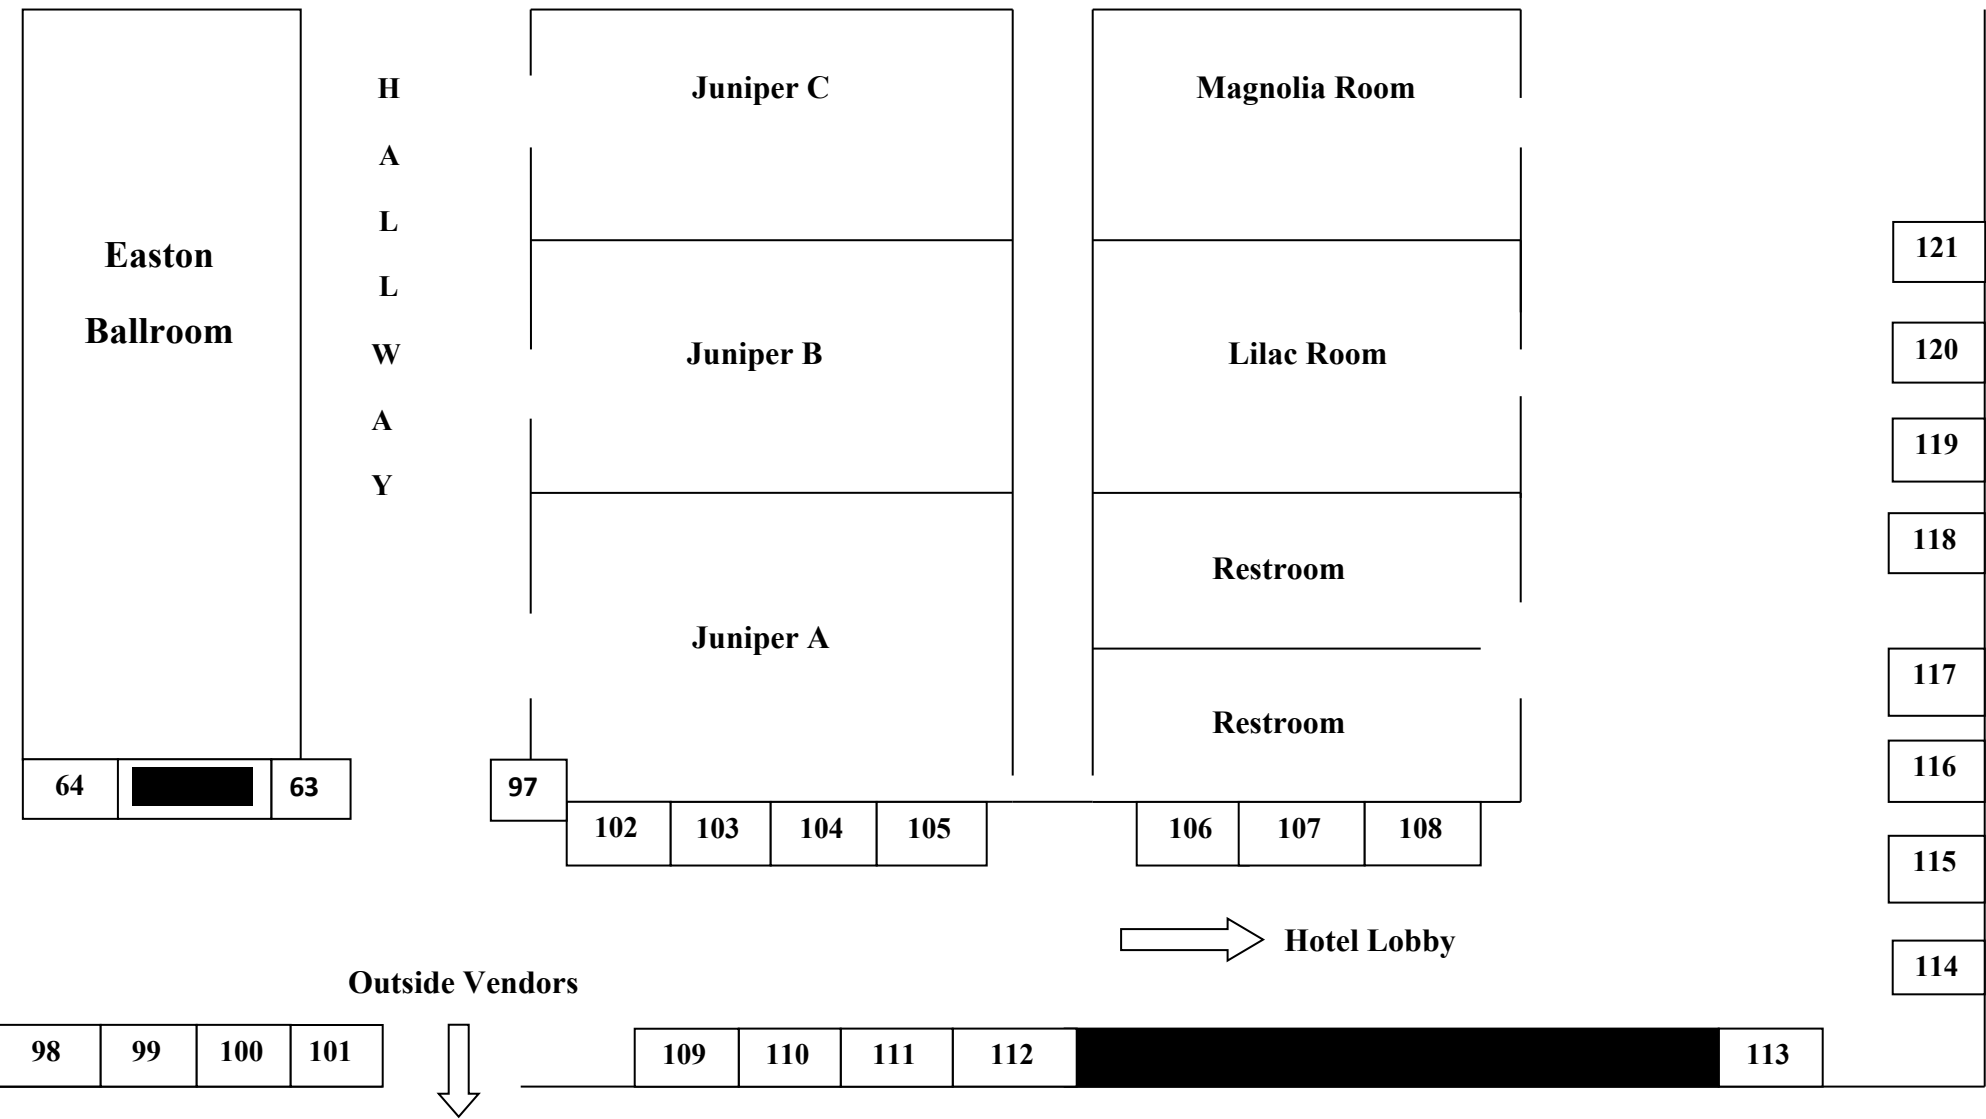 H
Juniper C
Magnolia Room
A
L
Easton
121
L
Ballroom
W
Juniper B
Lilac Room
120
A
119
Y
118
Restroom
Juniper A
117
Restroom
116
64
63
97
102 103 104 105
106 107 108
115
Hotel Lobby
114
Outside Vendors
98 99 100 101
109 110 111 112
113